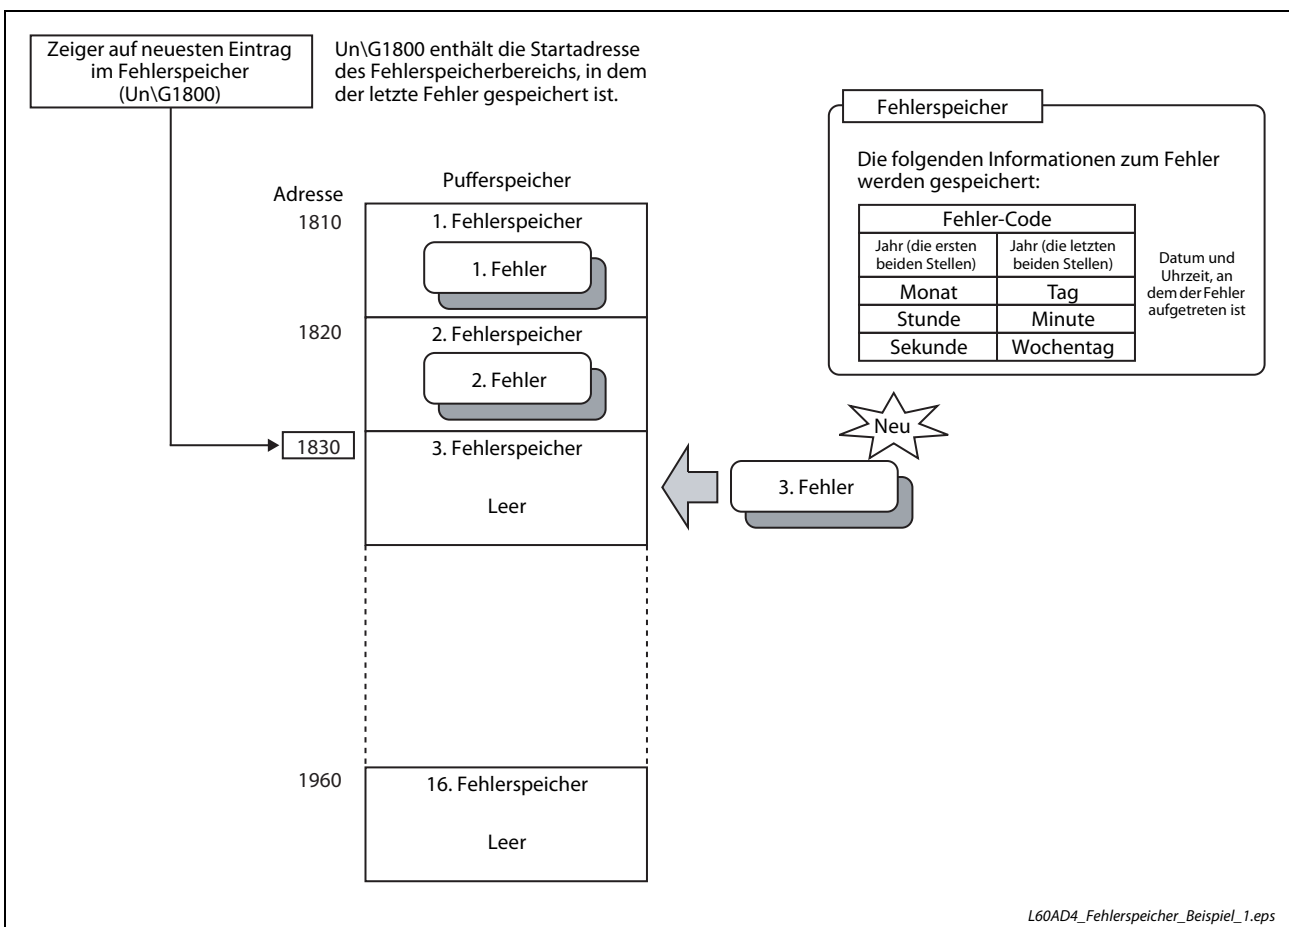 Zeiger auf neuesten Eintrag
im Fehlerspeicher
(Un\G1800)
Un\G1800 enthält die Startadresse
des Fehlerspeicherbereichs, in dem
der letzte Fehler gespeichert ist.
Fehlerspeicher
Die folgenden Informationen zum Fehler
werden gespeichert:
Fehler-Code
Jahr (die ersten
beiden Stellen)
Jahr (die letzten
beiden Stellen)
Monat
Tag
Stunde
Minute
Sekunde
Wochentag
Datum und
Uhrzeit, an
dem der Fehler
aufgetreten ist
Adresse
Pufferspeicher
1810
1. Fehlerspeicher
1. Fehler
1820
2. Fehlerspeicher
2. Fehler
1830
3. Fehlerspeicher
Leer
Neu
3. Fehler
1960
16. Fehlerspeicher
Leer
L60AD4_Fehlerspeicher_Beispiel_1.eps